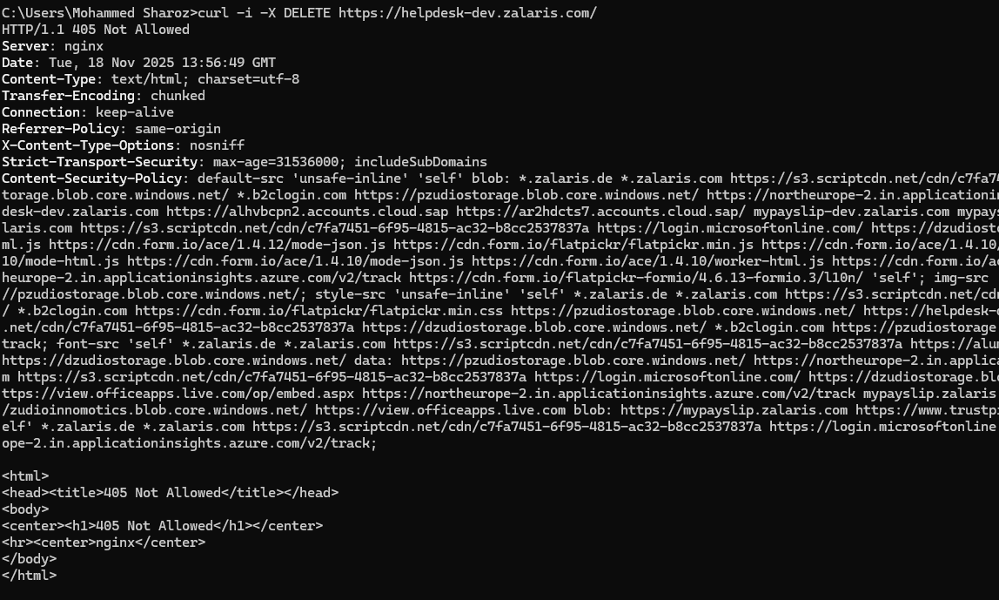 C:\Users\Mohammed Sharoz>curl -i -X DELETE https://helpdesk-dev.zalaris.com/
HTTP/1.1 405 Not Allowed
Server: nginx
Date: Tue, 18 Nov 2025 13:56:49 GMT
Content-Type: text/html; charset=utf-8
Transfer-Encoding: chunked
Connection: keep-alive
Referrer-Policy: same-origin
X-Content-Type-Options: nosniff
Strict-Transport-Security: max-age=31536000; includeSubDomains
Content-Security-Policy: default-src 'unsafe-inline' 'self' blob: *.zalaris.de *.zalaris.com https://s3.scriptcdn.net/cdn/c7fa7
torage.blob.core.windows.net/ *.b2clogin.com https://pzudiostorage.blob.core.windows.net/ https://northeurope-2.in.applicationin
desk-dev.zalaris.com https://alhvbcpn2.accounts.cloud.sap https://ar2hdcts7.accounts.cloud.sap/ mypayslip-dev.zalaris.com mypays
laris.com https://s3.scriptcdn.net/cdn/c7fa7451-6f95-4815-ac32-b8cc2537837a https://login.microsoftonline.com/ https://dzudiosto
ml.js https://cdn.form.io/ace/1.4.12/mode-json.js https://cdn.form.io/flatpickr/flatpickr.min.js https://cdn.form.io/ace/1.4.10/
10/mode-html.js https://cdn.form.io/ace/1.4.10/mode-json.js https://cdn.form.io/ace/1.4.10/worker-html.js https://cdn.form.io/ac
heurope-2.in.applicationinsights.azure.com/v2/track https://cdn.form.io/flatpickr-formio/4.6.13-formio.3/l10n/ 'self'; img-src
//pzudiostorage.blob.core.windows.net/; style-src 'unsafe-inline' 'self' *.zalaris.de *.zalaris.com https://s3.scriptcdn.net/cdn
/ *.b2clogin.com https://cdn.form.io/flatpickr/flatpickr.min.css https://pzudiostorage.blob.core.windows.net/ https://helpdesk-
.net/cdn/c7fa7451-6f95-4815-ac32-b8cc2537837a https://dzudiostorage.blob.core.windows.net/ *.b2clogin.com https://pzudiostorage
track; font-src 'self' *.zalaris.de *.zalaris.com https://s3.scriptcdn.net/cdn/c7fa7451-6f95-4815-ac32-b8cc2537837a https://alum
https://dzudiostorage.blob.core.windows.net/ data: https://pzudiostorage.blob.core.windows.net/ https://northeurope-2.in.applica
m https://s3.scriptcdn.net/cdn/c7fa7451-6f95-4815-ac32-b8cc2537837a https://login.microsoftonline.com/ https://dzudiostorage.blo
ttps://view.officeapps.live.com/op/embed.aspx https://northeurope-2.in.applicationinsights.azure.com/v2/track mypayslip.zalaris
/zudioinnomotics.blob.core.windows.net/ https://view.officeapps.live.com blob: https://mypayslip.zalaris.com https://www.trustpi
elf' *.zalaris.de *.zalaris.com https://s3.scriptcdn.net/cdn/c7fa7451-6f95-4815-ac32-b8cc2537837a https://login.microsoftonline
ope-2.in.applicationinsights.azure.com/v2/track;
<html>
<head><title>405 Not Allowed</title></head>
<body>
<center><h1>405 Not Allowed</h1></center>
<hr><center>nginx</center>
</body>
</html>